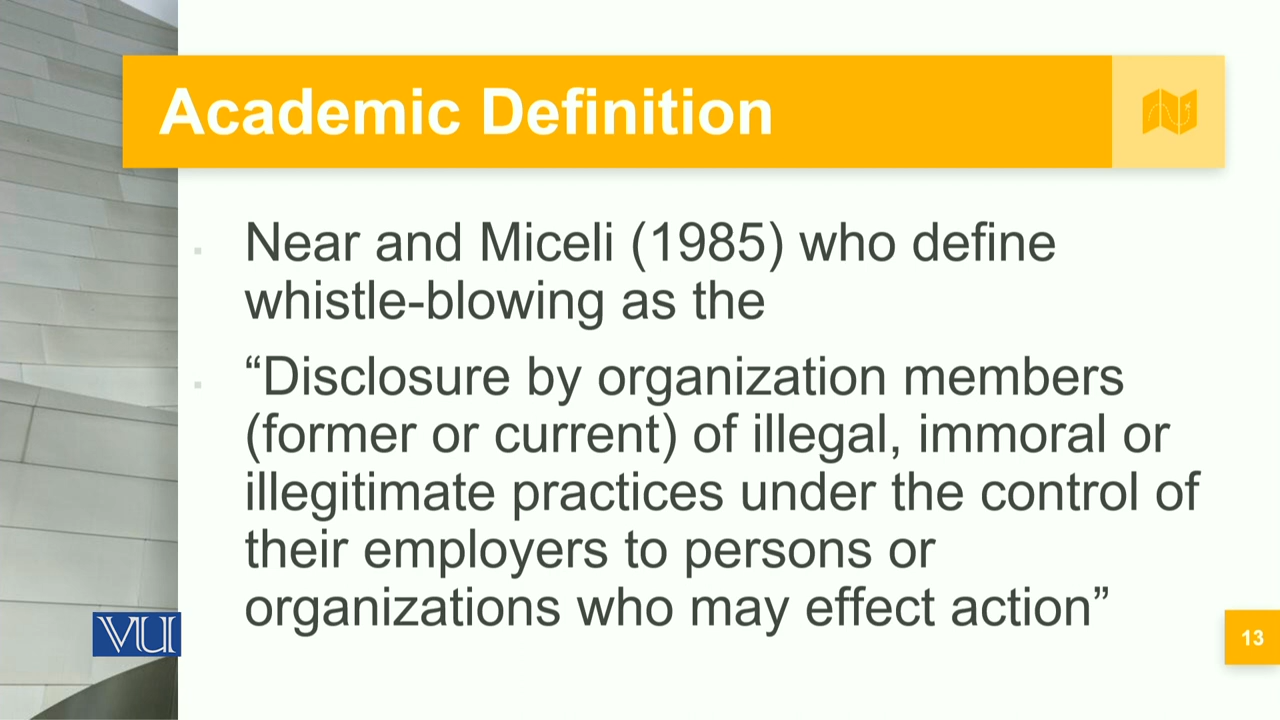 Academic Definition
Near and Miceli (1985) who define
whistle-blowing as the
“Disclosure by organization members
(former or current) of illegal, immoral or
illegitimate practices under the control of
their employers to persons or
organizations who may effect action”
VU
13